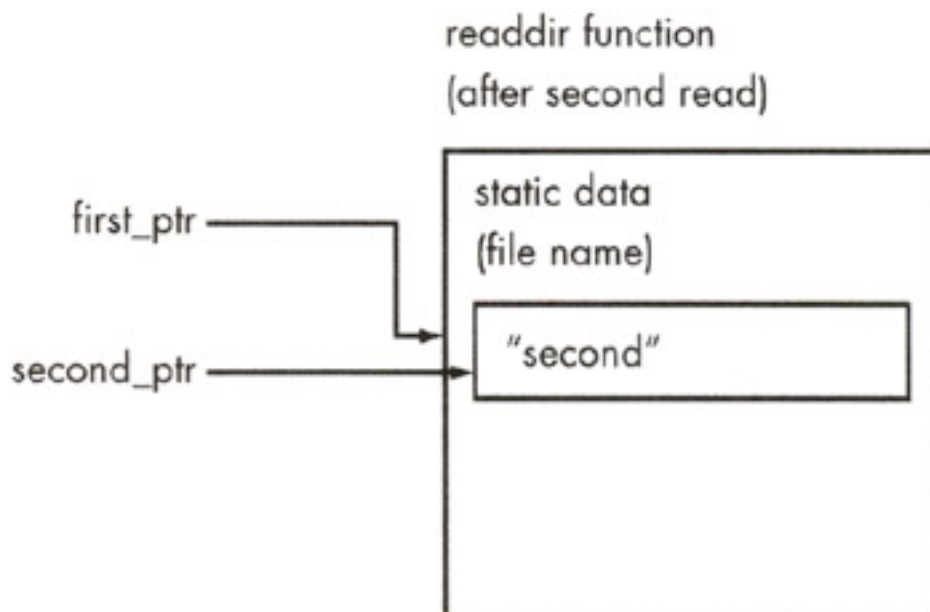 readdir function
(after second read)
static data
(file name)
first_ptr
"second"
second_ptr